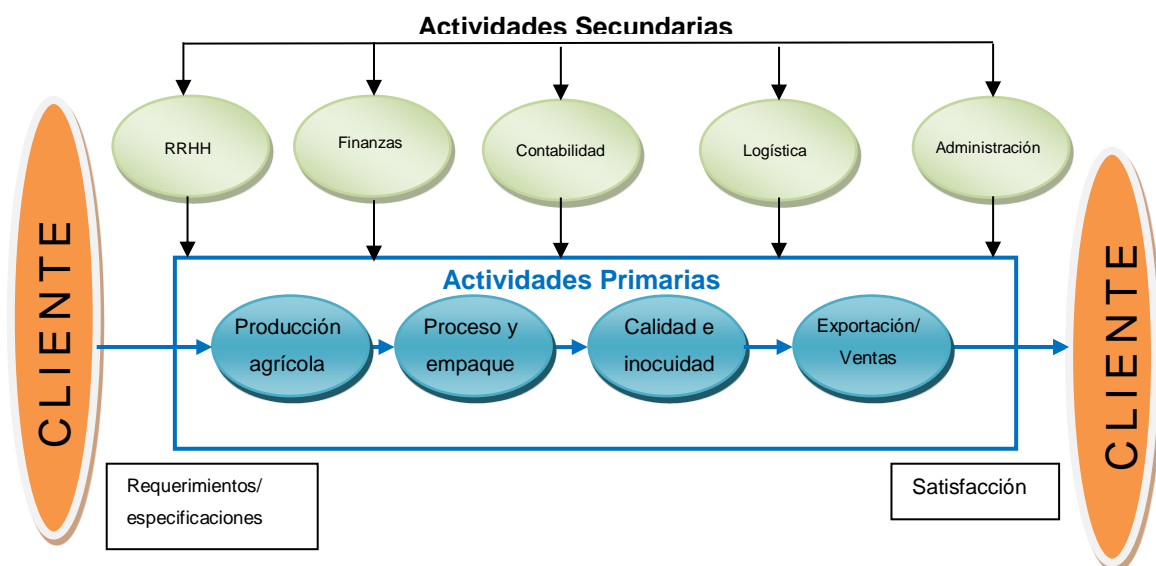 Actividades Secundarias
RRHH
Finanzas
Contabilidad
Logística
Administración
CLIENTE
Actividades Primarias
Producción
agrícola
Proceso y
empaque
Calidad e
inocuidad
Exportación/
Ventas
CLIENTE
Requerimientos/
especificaciones
Satisfacción